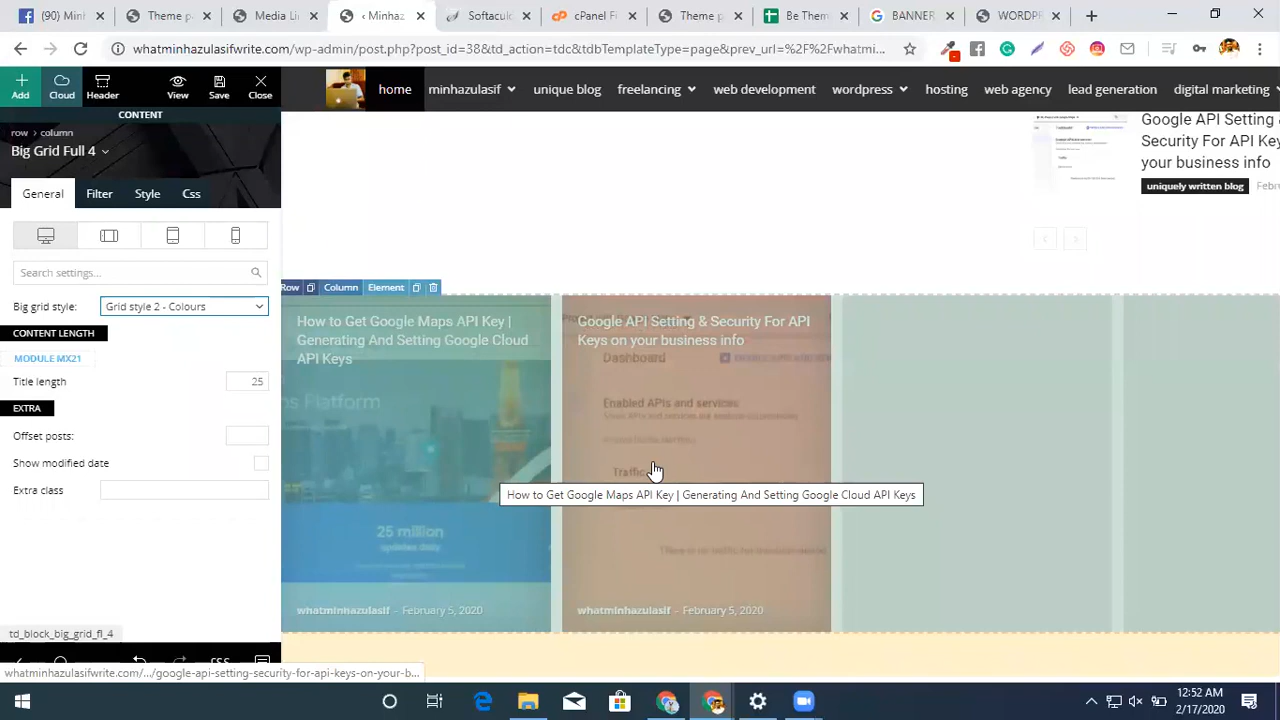 (90) Minh
Theme p
Media Li
‹ Minhaz
Softacul
cPanel F
Theme
Be Them
BANNER
WORDPR
whatminhazulasifwrite.com/wp-admin/post.php?post_id=38&td_action=tdc&tdbTemplateType=page&prev_url=%2F%2Fwhatmi...
Add
Cloud
Header
View
Save
Close
home
minhazulasif
unique blog
freelancing
web development
wordpress
hosting
web agency
lead generation
digital marketing
CONTENT
row › column
Big Grid Full 4
General
Filter
Style
Css
Search settings...
Big grid style:
Grid style 2 - Colours
CONTENT LENGTH
MODULE MX21
Title length
25
EXTRA
Offset posts:
Show modified date
Extra class
td_block_big_grid_fl_4
Google API Setting &
Security For API Key
your business info
uniquely written blog
Febru
Row
Column
Element
How to Get Google Maps API Key |
Generating And Setting Google Cloud
API Keys
25 million
updates daily
whatminhazulasif - February 5, 2020
Google API Setting & Security For API
Keys on your business info
Dashboard
Enabled APIs and services
Traffic
whatminhazulasif - February 5, 2020
How to Get Google Maps API Key | Generating And Setting Google Cloud API Keys
whatminhazulasifwrite.com/.../google-api-setting-security-for-api-keys-on-your-b...
12:52 AM
2/17/2020